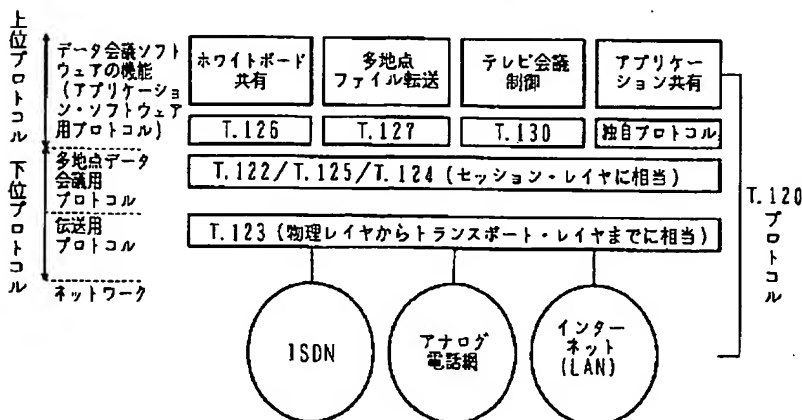 上位プロトコル
データ会議ソフト
ウェアの機能
(アプリケーショ
ン・ソフトウェア
用プロトコル)
ホワイトボード
共有
多地点
ファイル転送
テレビ会議
制御
アプリケー
ション共有
T.126
T.127
T.130
独自プロトコル
下位プロトコル
多地点データ
会議用
プロトコル
T.122/T.125/T.124(セッション・レイヤに相当)
伝送用
プロトコル
T.123(物理レイヤからトランスポート・レイヤまでに相当)
ネットワーク
ISDN
アナログ
電話網
インター
ネット
(LAN)
T.120
プロトコル